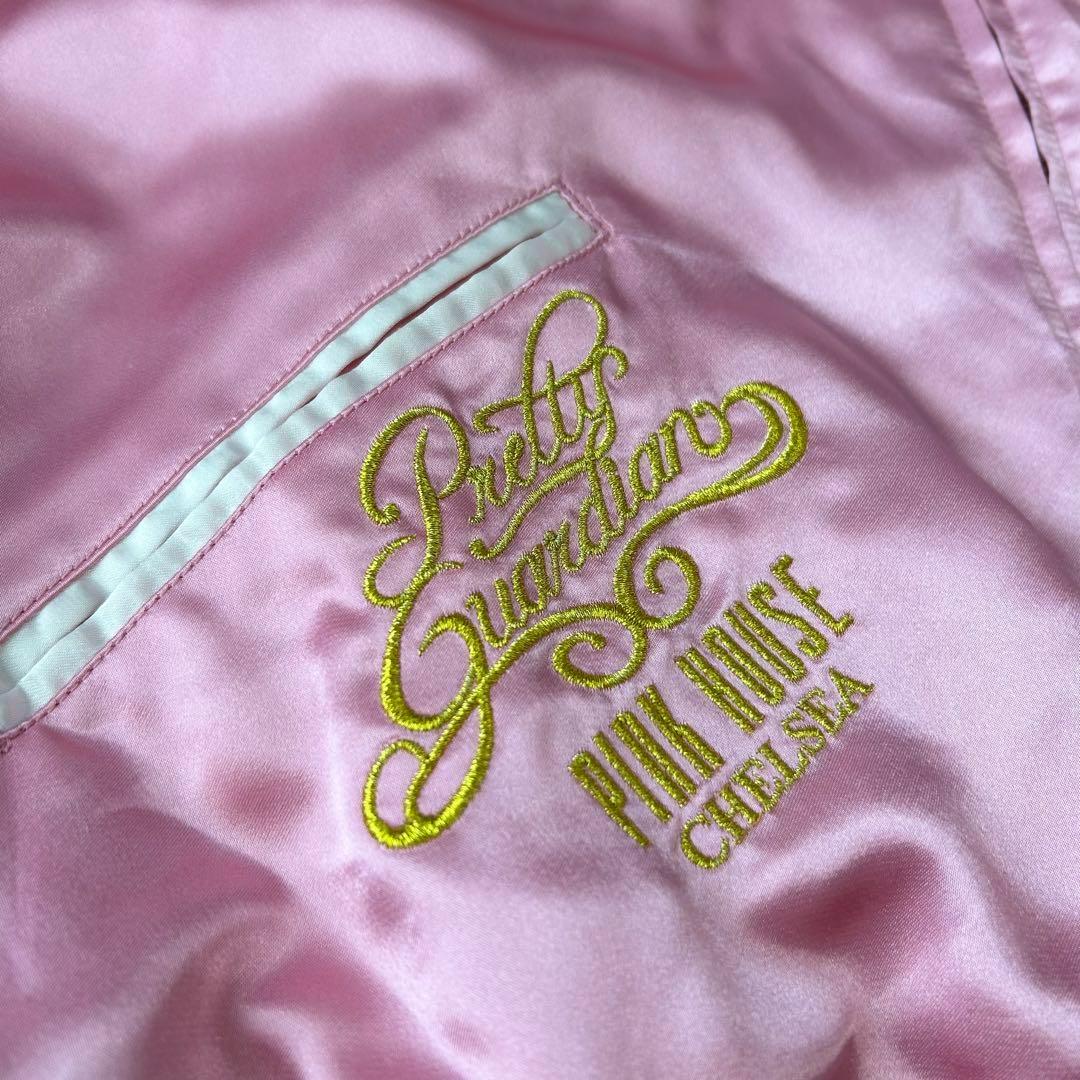 Pretty
Guardian
PINK HOUSE
CHELSEA